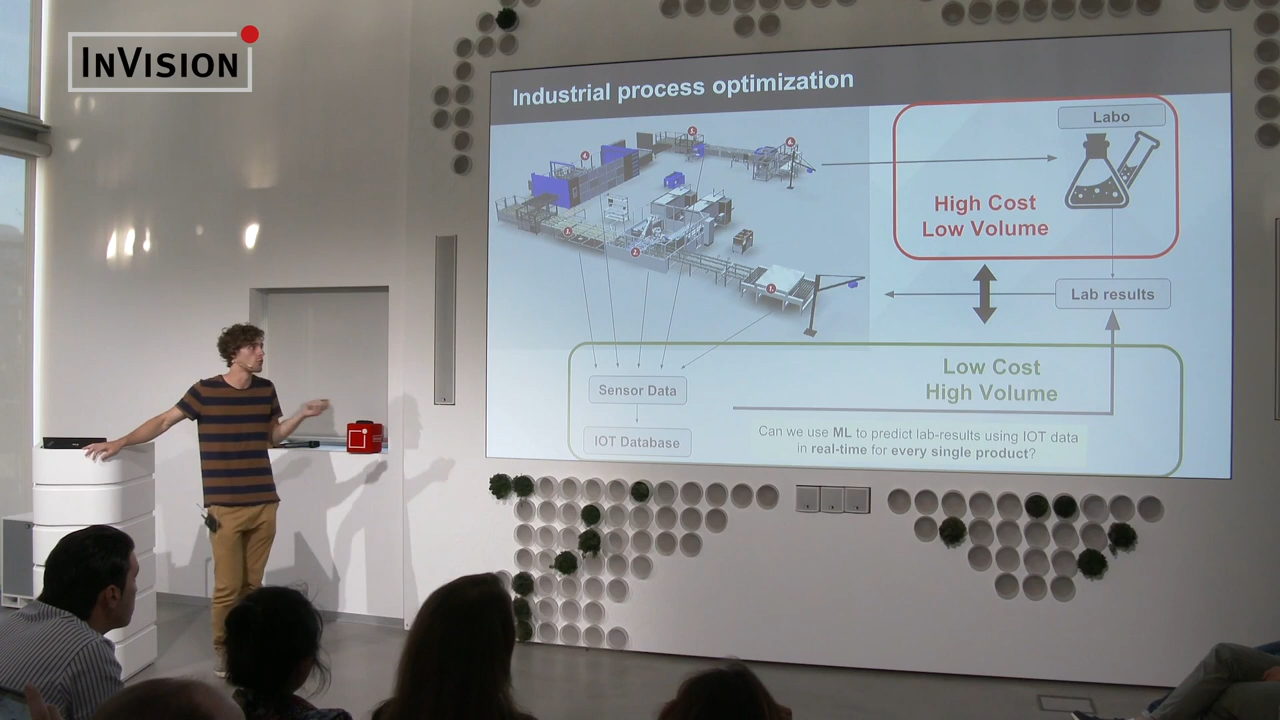 INVISION
Industrial process optimization
Labo
High Cost
Low Volume
Lab results
Low Cost
High Volume
Sensor Data
IOT Database
Can we use ML to predict lab-results using IOT data
in real-time for every single product?